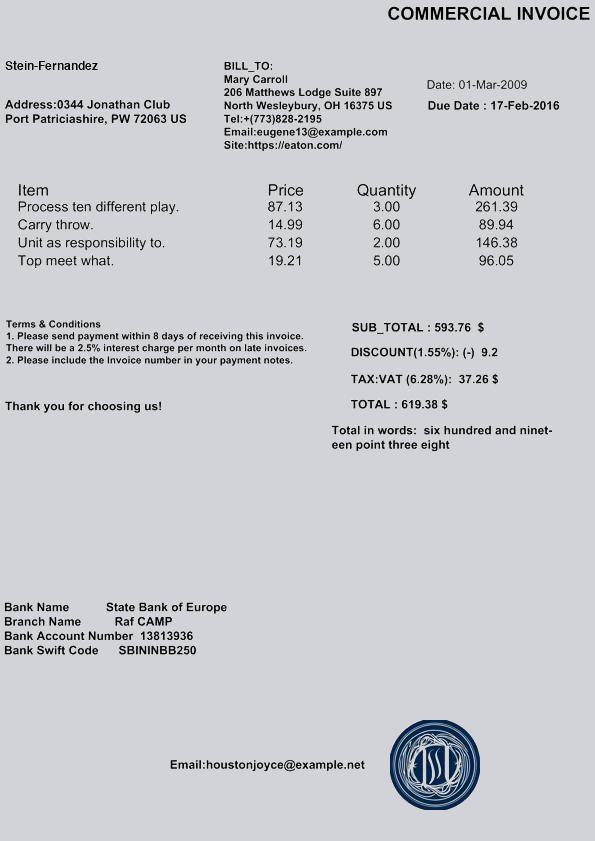 COMMERCIAL INVOICE
Stein-Fernandez
Address:0344 Jonathan Club
Port Patriciashire, PW 72063 US
BILL_TO:
Mary Carroll
206 Matthews Lodge Suite 897
North Wesleybury, OH 16375 US
Tel:+(773)828-2195
Email:eugene13@example.com
Site:https://eaton.com/
Date: 01-Mar-2009
Due Date : 17-Feb-2016
Item Price Quantity Amount
Process ten different play. 87.13 3.00 261.39
Carry throw. 14.99 6.00 89.94
Unit as responsibility to. 73.19 2.00 146.38
Top meet what. 19.21 5.00 96.05
Terms & Conditions
1. Please send payment within 8 days of receiving this invoice.
There will be a 2.5% interest charge per month on late invoices.
2. Please include the Invoice number in your payment notes.
Thank you for choosing us!
SUB_TOTAL : 593.76 $
DISCOUNT(1.55%): (-) 9.2
TAX:VAT (6.28%): 37.26 $
TOTAL : 619.38 $
Total in words: six hundred and ninet-
een point three eight
Bank Name State Bank of Europe
Branch Name Raf CAMP
Bank Account Number 13813936
Bank Swift Code SBININBB250
Email:houstonjoyce@example.net